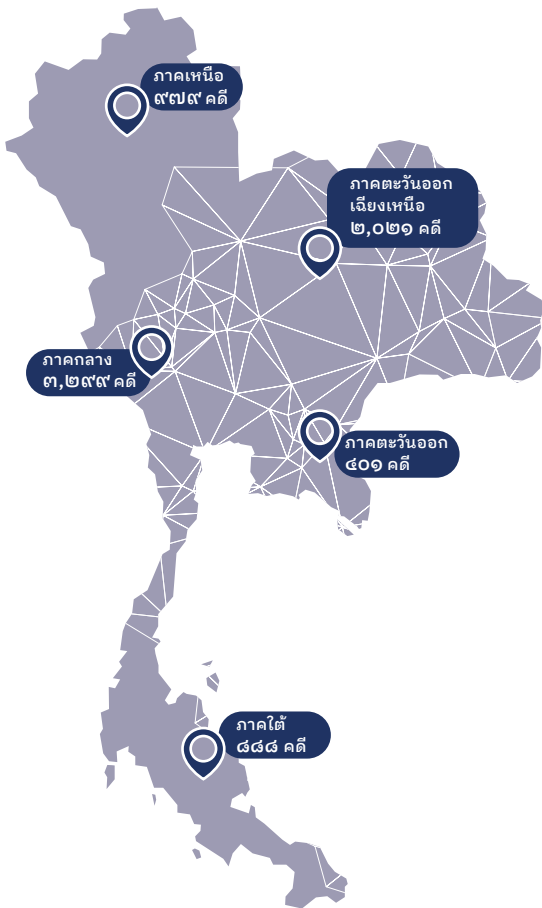 ภาคเหนือ
๙๗๙ คดี
ภาคตะวันออก
เฉียงเหนือ
๒,๐๒๑ คดี
ภาคกลาง
๓,๒๙๙ คดี
ภาคตะวันออก
๔๐๑ คดี
ภาคใต้
๘๘๘ คดี